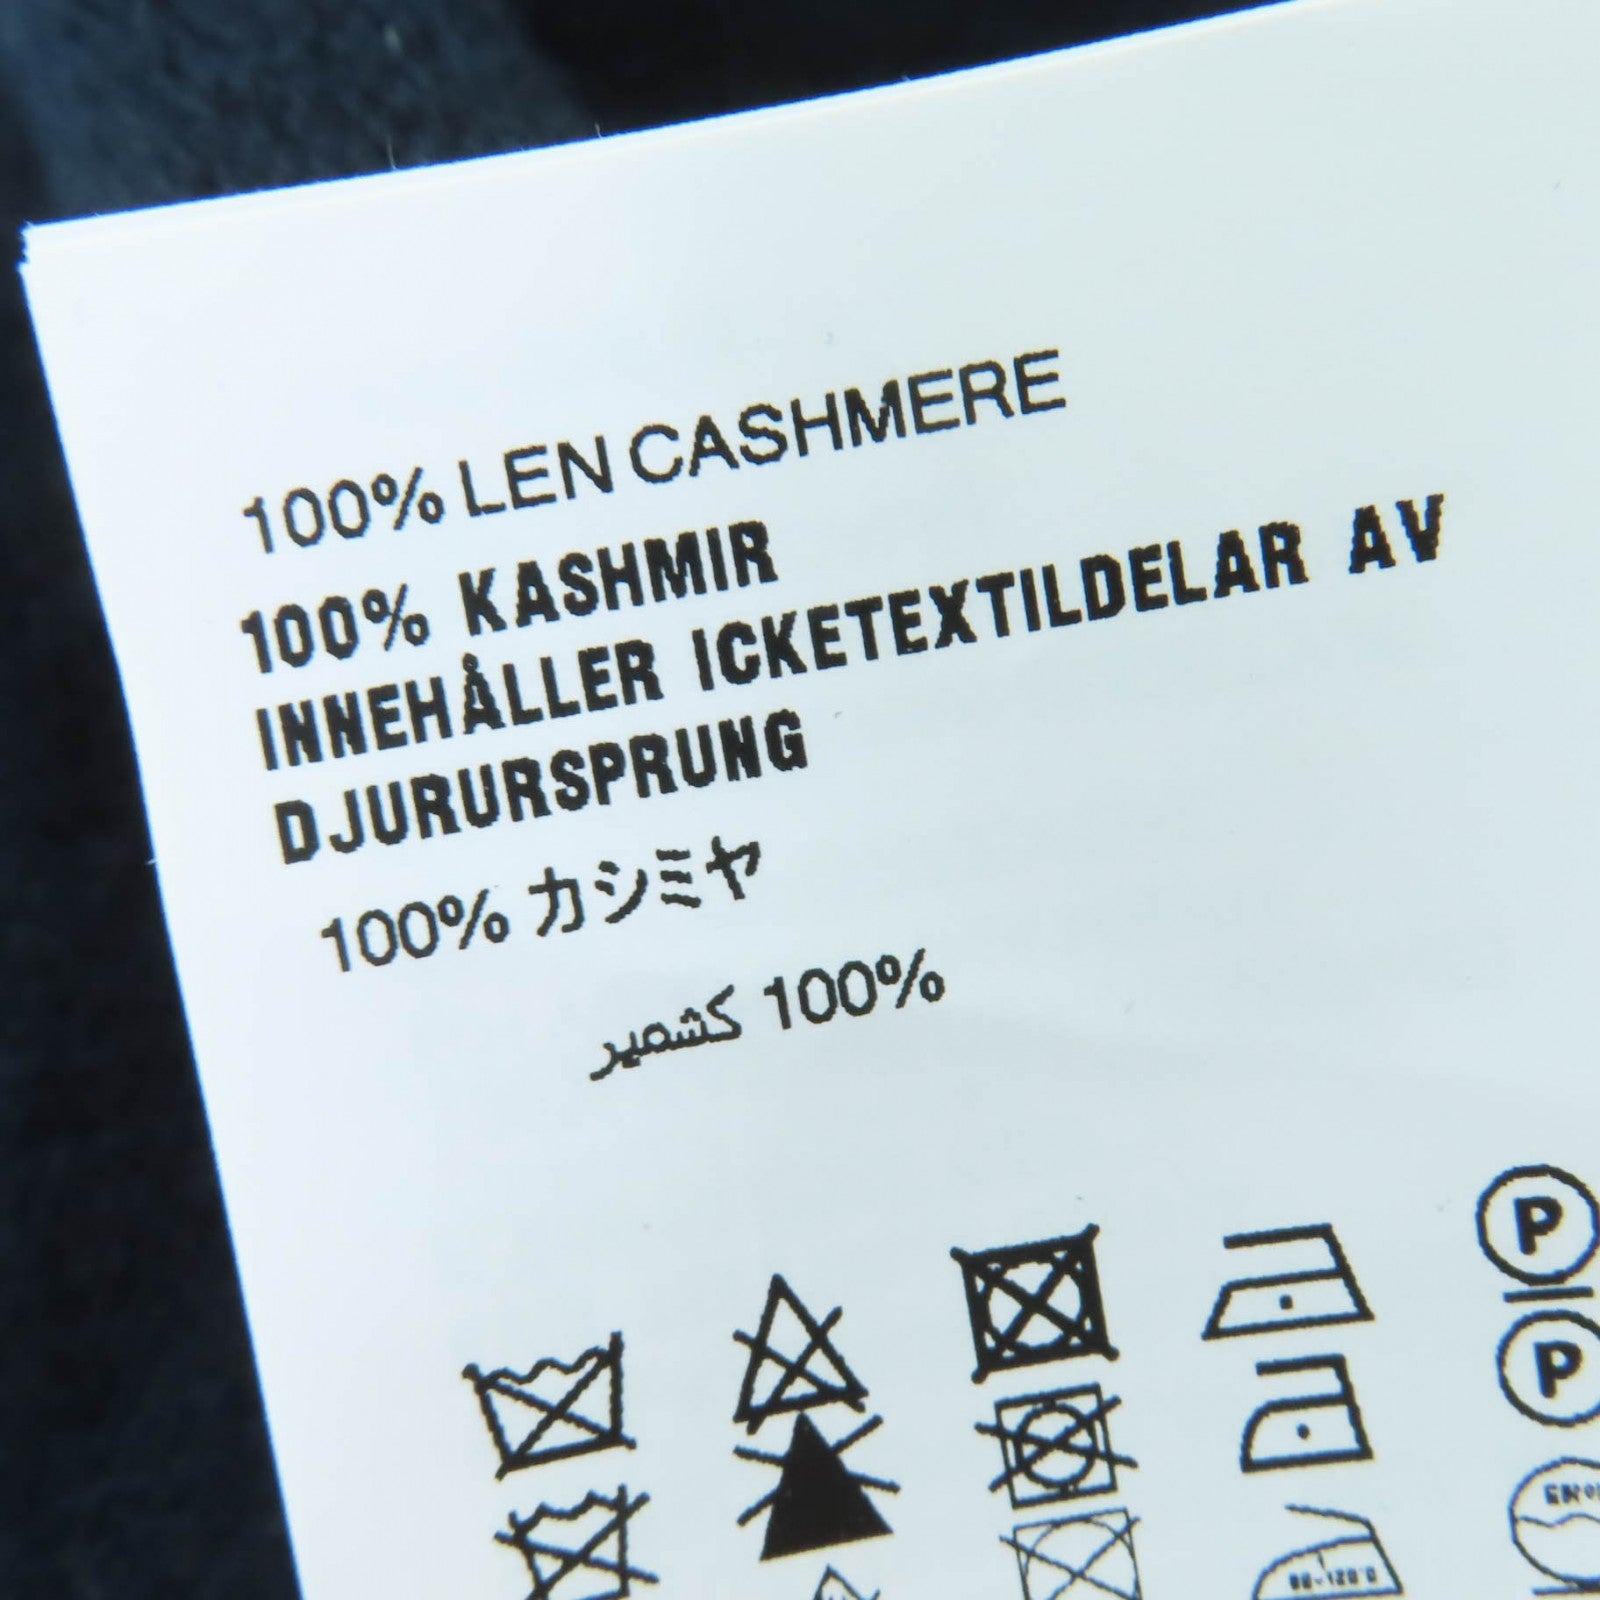 100% LEN CASHMERE
100% KASHMIR
INNEHÅLLER ICKETEXTILDELAR AV
DJURURSPRUNG
100% カシミヤ
100% كشمير
P
P